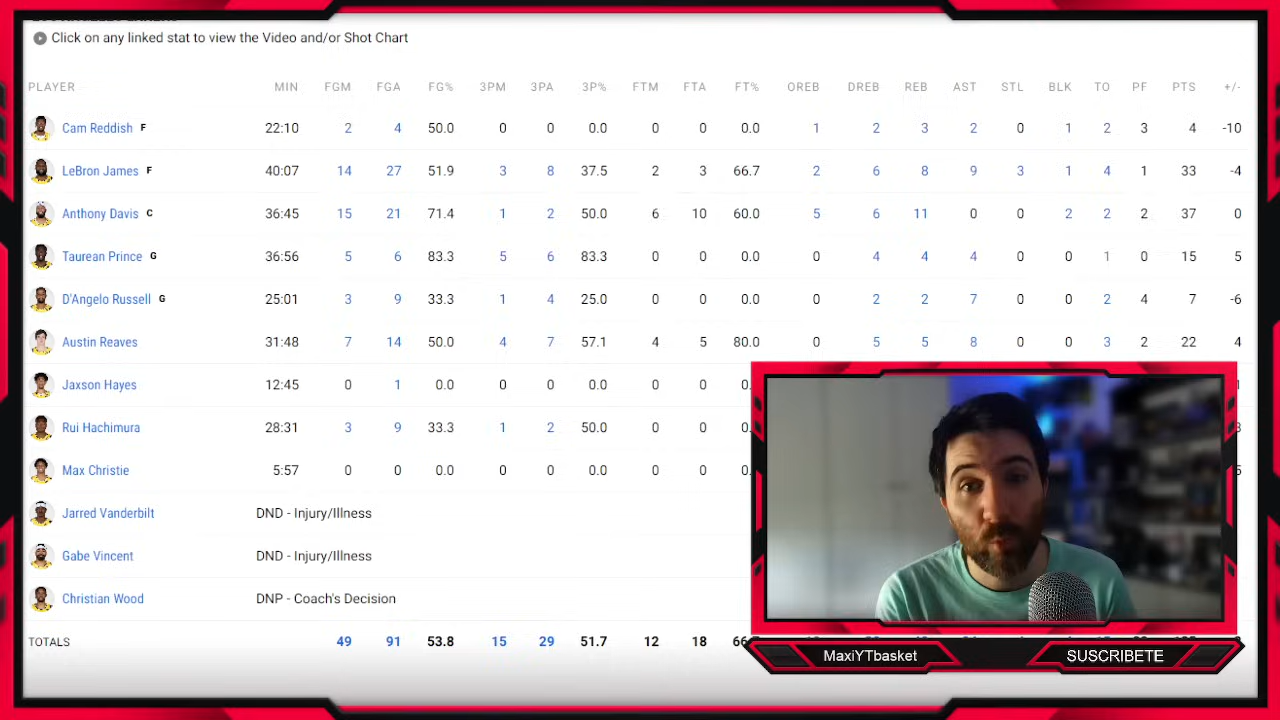 Click on any linked stat to view the Video and/or Shot Chart
PLAYER MIN FGM FGA FG% 3PM 3PA 3P% FTM FTA FT% OREB DREB REB AST STL BLK TO PF PTS +/-
Cam Reddish F 22:10 2 4 50.0 0 0 0.0 0 0 0.0 1 2 3 2 0 1 2 3 4 -10
LeBron James F 40:07 14 27 51.9 3 8 37.5 2 3 66.7 2 6 8 9 3 1 4 1 33 -4
Anthony Davis C 36:45 15 21 71.4 1 2 50.0 6 10 60.0 5 6 11 0 0 2 2 2 37 0
Taurean Prince G 36:56 5 6 83.3 5 6 83.3 0 0 0.0 0 4 4 4 0 0 1 0 15 5
D'Angelo Russell G 25:01 3 9 33.3 1 4 25.0 0 0 0.0 0 2 2 7 0 0 2 4 7 -6
Austin Reaves 31:48 7 14 50.0 4 7 57.1 4 5 80.0 0 5 5 8 0 0 3 2 22 4
Jaxson Hayes 12:45 0 1 0.0 0 0 0.0 0 0
Rui Hachimura 28:31 3 9 33.3 1 2 50.0 0 0
Max Christie 5:57 0 0 0.0 0 0 0.0 0 0
Jarred Vanderbilt DND - Injury/Illness
Gabe Vincent DND - Injury/Illness
Christian Wood DNP - Coach's Decision
TOTALS 49 91 53.8 15 29 51.7 12 18
MaxiYTbasket
SUSCRIBETE